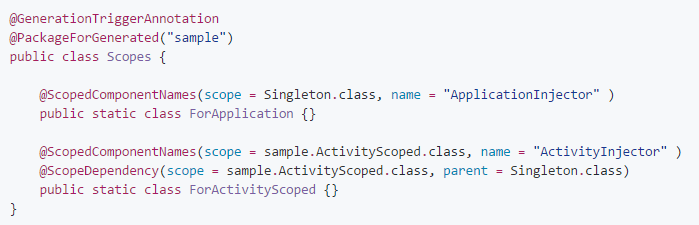 @GenerationTriggerAnnotation
@PackageForGenerated("sample")
public class Scopes {
@ScopedComponentNames(scope = Singleton.class, name = "ApplicationInjector" )
public static class ForApplication {}
@ScopedComponentNames(scope = sample.ActivityScoped.class, name = "ActivityInjector" )
@ScopeDependency(scope = sample.ActivityScoped.class, parent = Singleton.class)
public static class ForActivityScoped {}
}